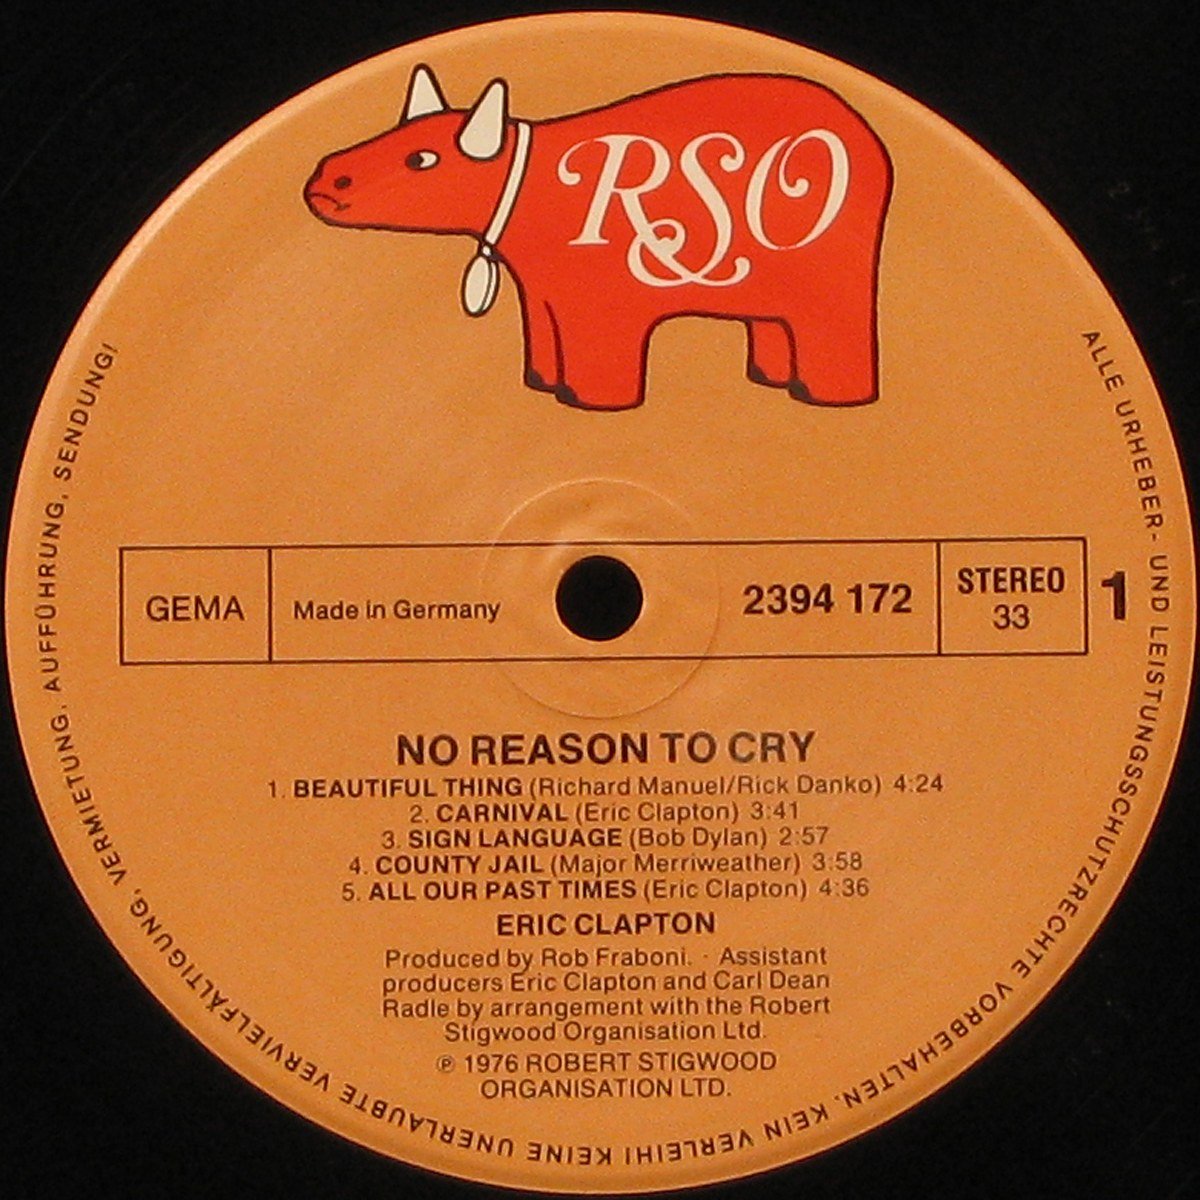 RSO
GEMA
Made in Germany
2394 172
STEREO
33
1
NO REASON TO CRY
1. BEAUTIFUL THING (Richard Manuel/Rick Danko) 4:24
2. CARNIVAL (Eric Clapton) 3:41
3. SIGN LANGUAGE (Bob Dylan) 2:57
4. COUNTY JAIL (Major Merriweather) 3:58
5. ALL OUR PAST TIMES (Eric Clapton) 4:36
ERIC CLAPTON
Produced by Rob Fraboni. · Assistant
producers Eric Clapton and Carl Dean
Radle by arrangement with the Robert
Stigwood Organisation Ltd.
℗ 1976 ROBERT STIGWOOD
ORGANISATION LTD.
ALLE URHEBER- UND LEISTUNGSSCHUTZRECHTE VORBEHALTEN. KEIN VERLEIH! KEINE UNERLAUBTE VERVIELFÄLTIGUNG, VERMIETUNG, AUFFÜHRUNG, SENDUNG!